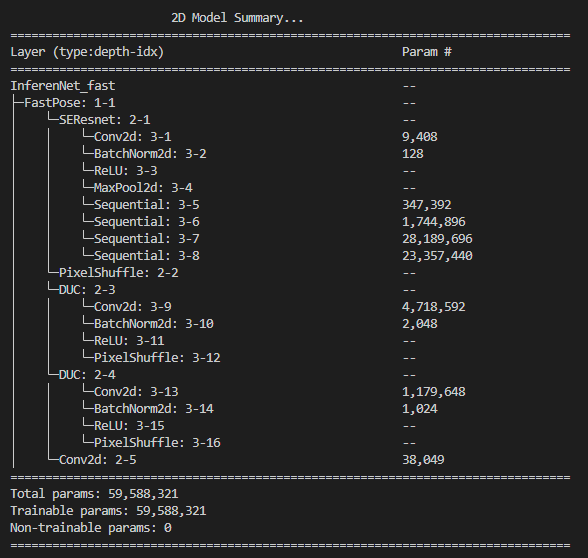 2D Model Summary...
================================================================================
Layer (type:depth-idx)                                  Param #
================================================================================
InferenNet_fast                                         --
├─FastPose: 1-1                                         --
│    └─SEResnet: 2-1                                    --
│    │    └─Conv2d: 3-1                                 9,408
│    │    └─BatchNorm2d: 3-2                            128
│    │    └─ReLU: 3-3                                   --
│    │    └─MaxPool2d: 3-4                              --
│    │    └─Sequential: 3-5                             347,392
│    │    └─Sequential: 3-6                             1,744,896
│    │    └─Sequential: 3-7                             28,189,696
│    │    └─Sequential: 3-8                             23,357,440
│    └─PixelShuffle: 2-2                                --
│    └─DUC: 2-3                                         --
│    │    └─Conv2d: 3-9                                 4,718,592
│    │    └─BatchNorm2d: 3-10                           2,048
│    │    └─ReLU: 3-11                                  --
│    │    └─PixelShuffle: 3-12                          --
│    └─DUC: 2-4                                         --
│    │    └─Conv2d: 3-13                                1,179,648
│    │    └─BatchNorm2d: 3-14                           1,024
│    │    └─ReLU: 3-15                                  --
│    │    └─PixelShuffle: 3-16                          --
│    └─Conv2d: 2-5                                      38,049
================================================================================
Total params: 59,588,321
Trainable params: 59,588,321
Non-trainable params: 0
================================================================================